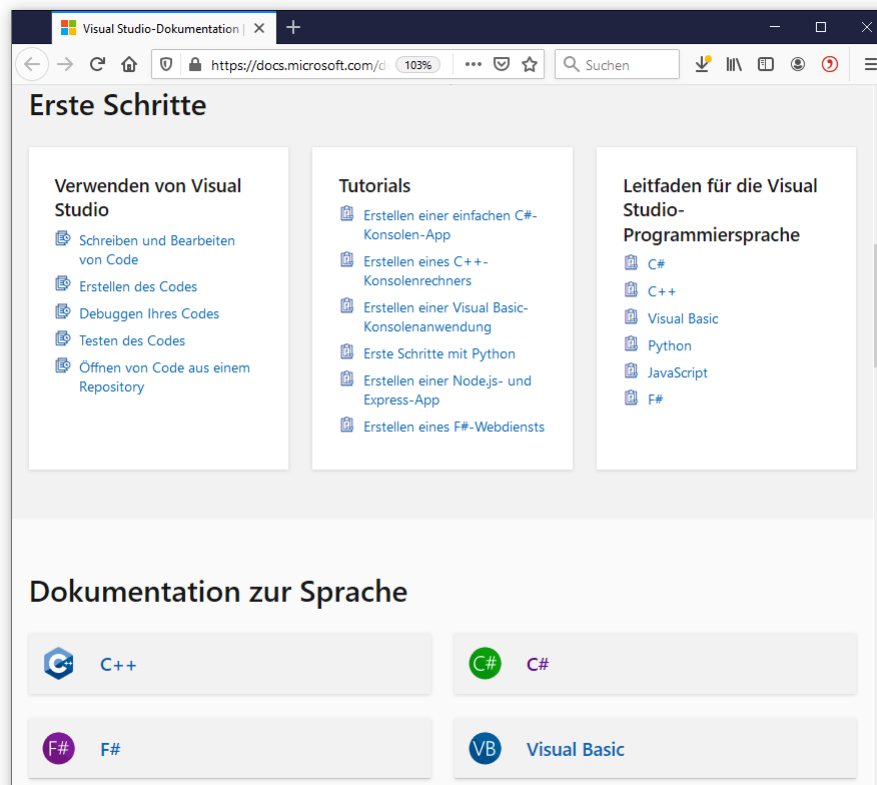 Visual Studio-Dokumentation |
https://docs.microsoft.com/d 103% Suchen
Erste Schritte
Verwenden von Visual
Studio
Schreiben und Bearbeiten
von Code
Erstellen des Codes
Debuggen Ihres Codes
Testen des Codes
Öffnen von Code aus einem
Repository
Tutorials
Erstellen einer einfachen C#-
Konsolen-App
Erstellen eines C++-
Konsolenrechners
Erstellen einer Visual Basic-
Konsolenanwendung
Erste Schritte mit Python
Erstellen einer Node.js- und
Express-App
Erstellen eines F#-Webdiensts
Leitfaden für die Visual
Studio-
Programmiersprache
C#
C++
Visual Basic
Python
JavaScript
F#
Dokumentation zur Sprache
C++
C# C#
F# F#
VB Visual Basic